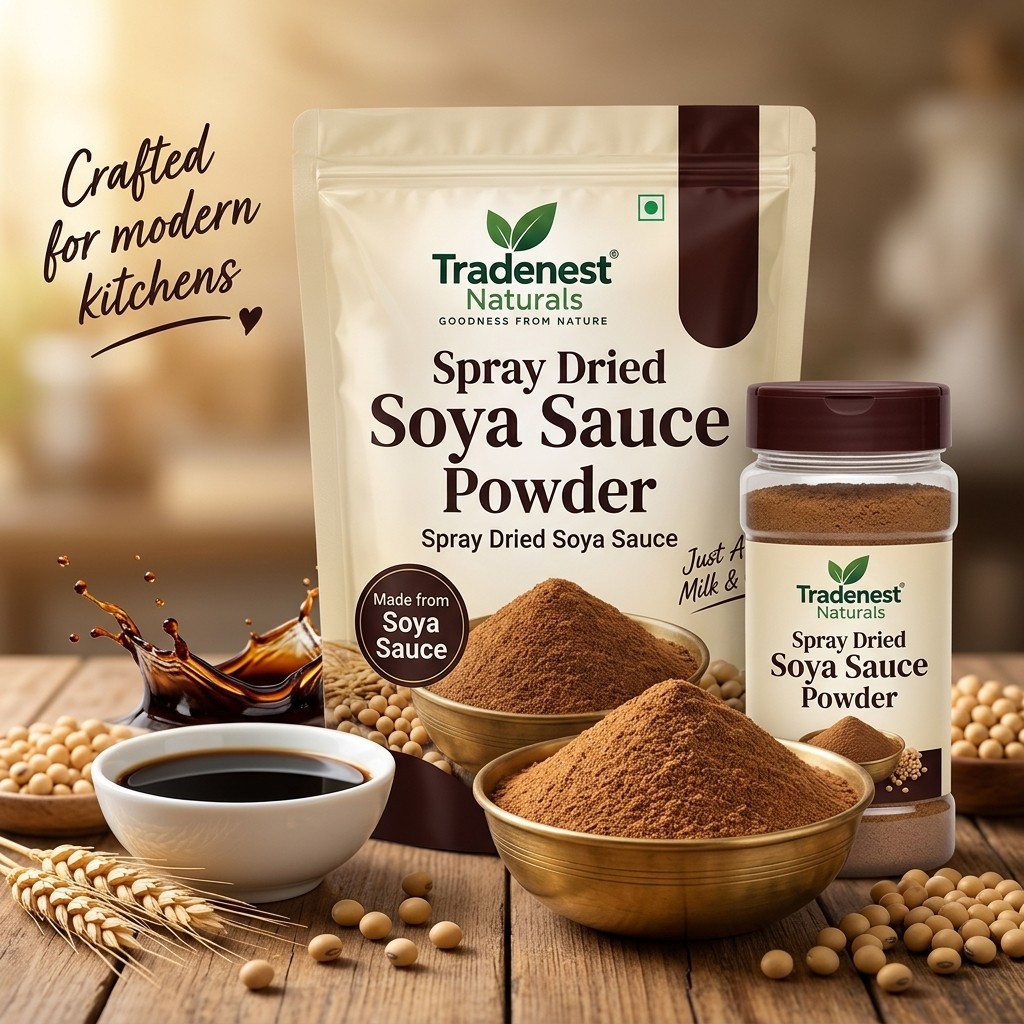 Crafted
for modern
kitchens
Tradenest
Naturals
GOODNESS FROM NATURE
Spray Dried
Soya Sauce
Powder
Spray Dried Soya Sauce
Just A
Milk &
Made from
Soya
Sauce
Tradenest
Naturals
Spray Dried
Soya Sauce
Powder